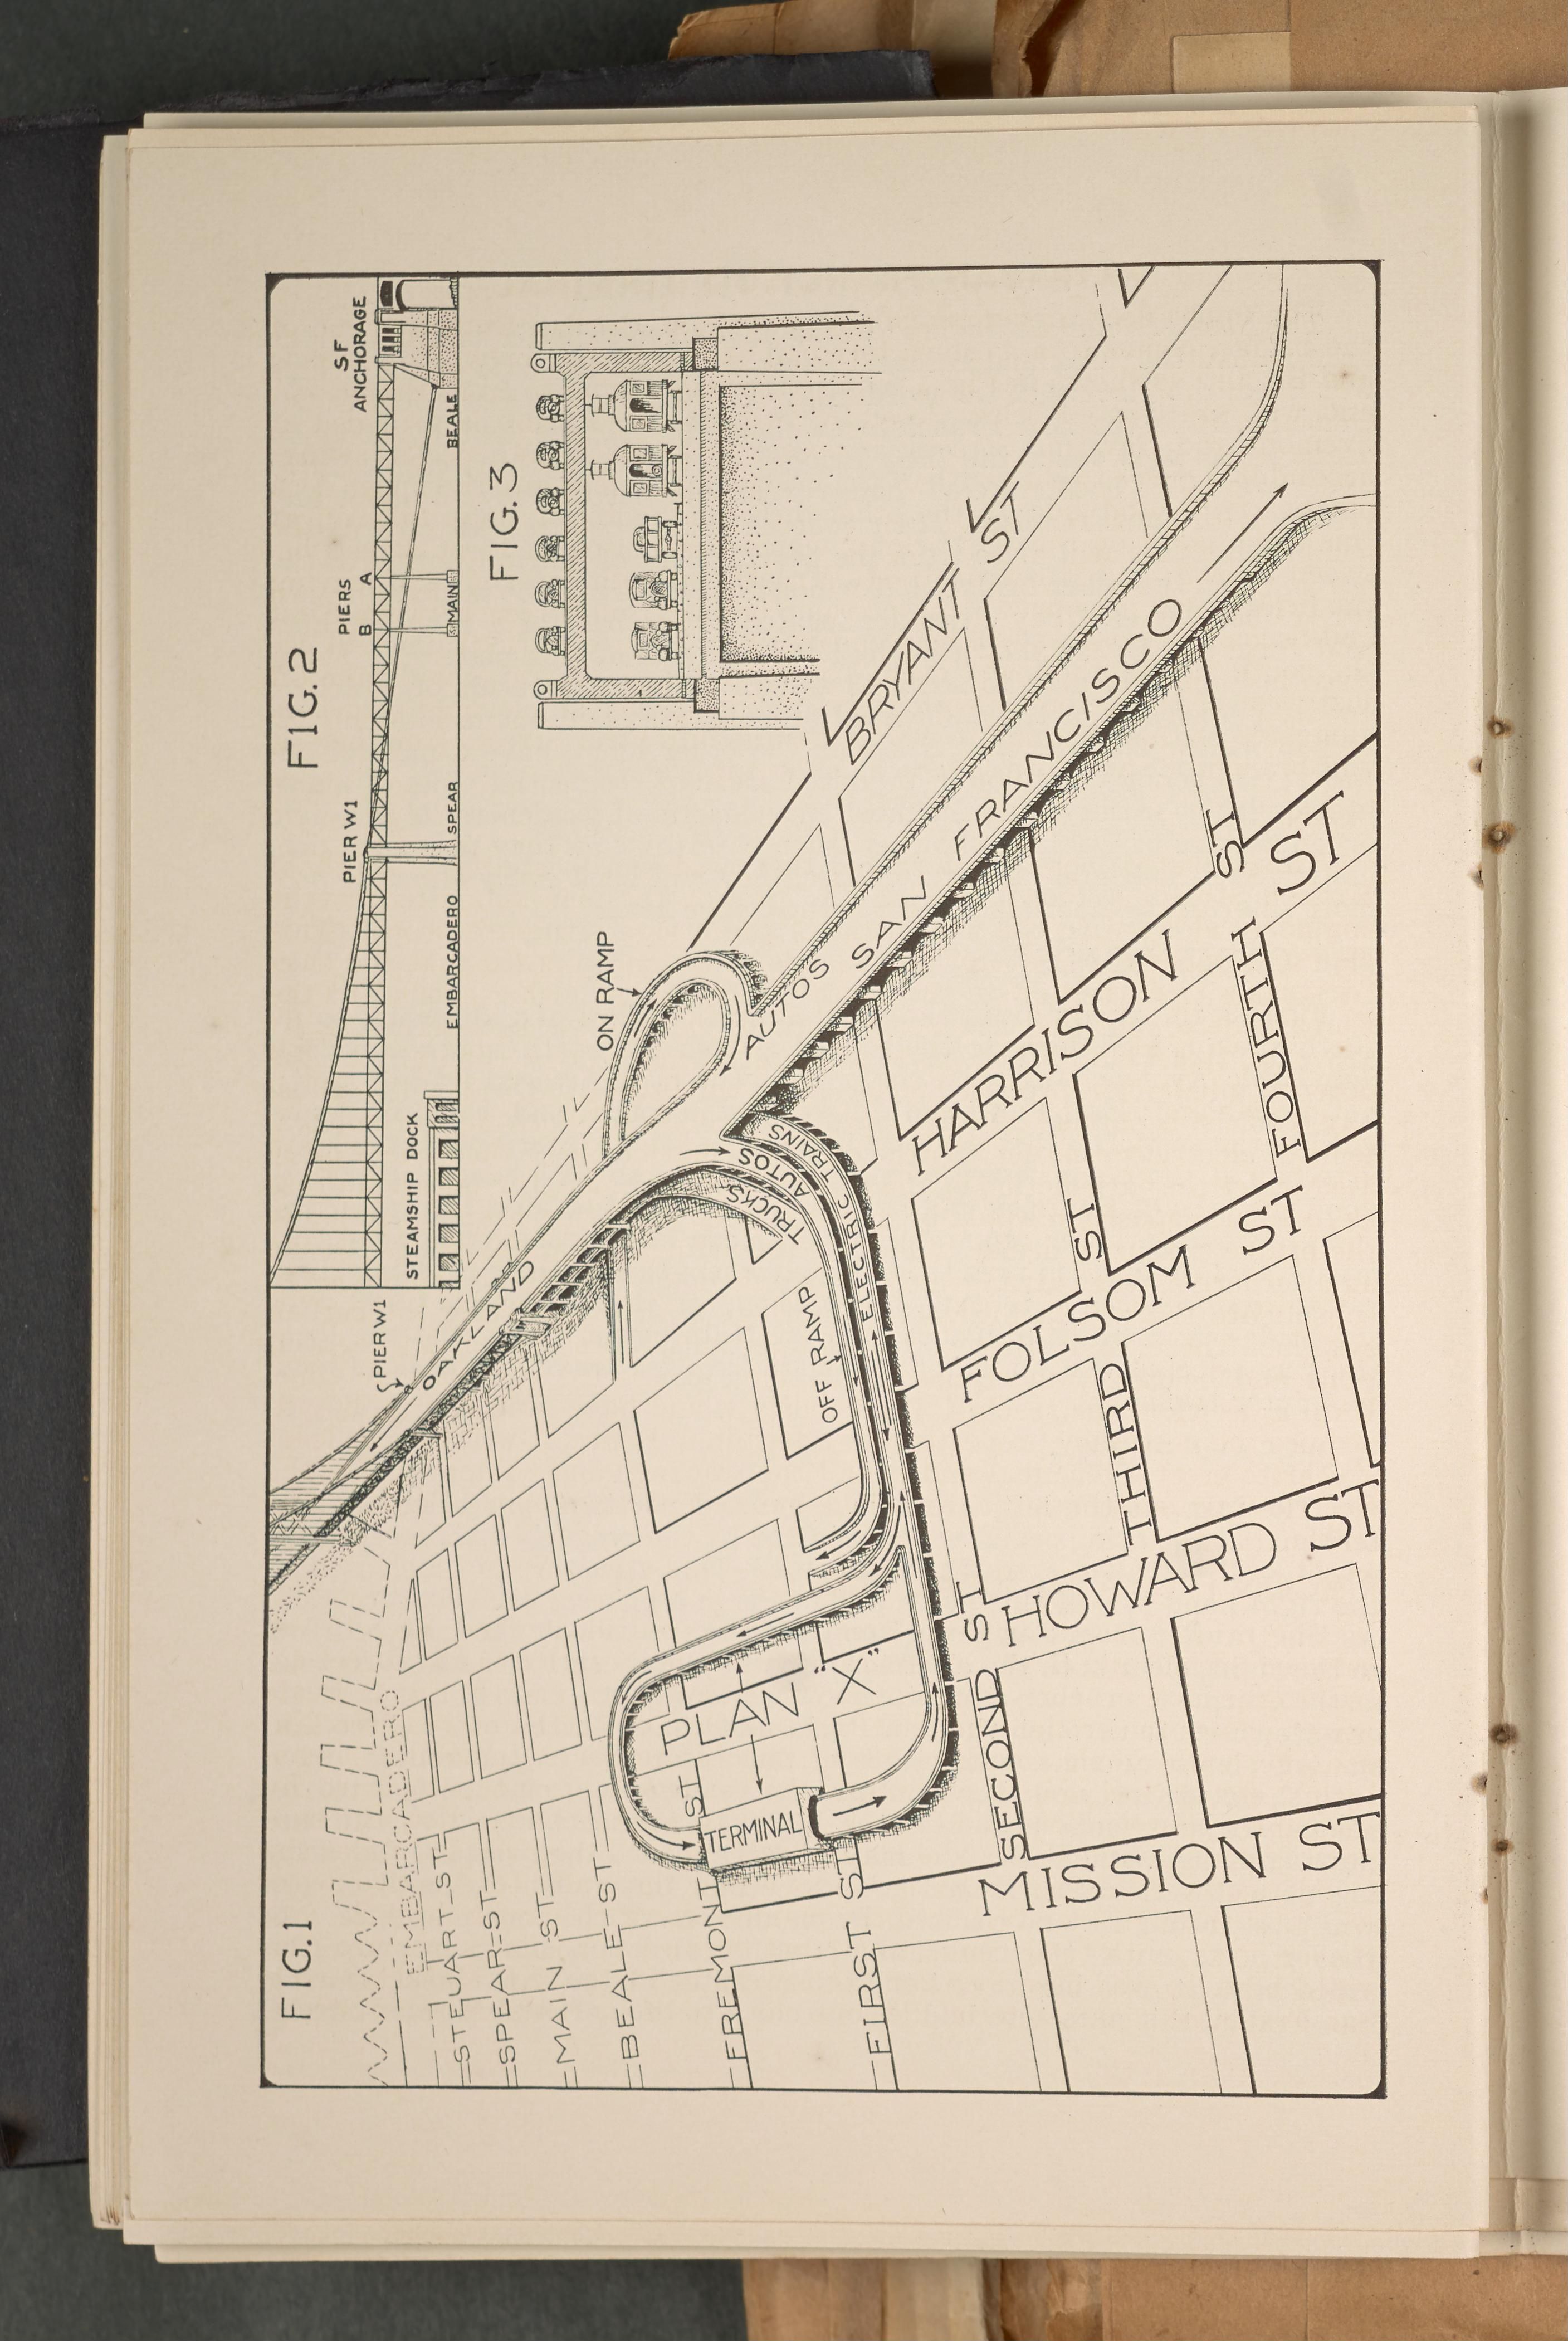 FIG. 1
FIG. 2
STEAMSHIP DOCK
EMBARCADERO
PIER W1
SPEAR
PIERS
B A
MAIN
BEALE
S F
ANCHORAGE
FIG. 3
PIER W1
OAKLAND
ON RAMP
AUTOS SAN FRANCISCO
TRUCKS
AUTOS
ELECTRIC TRAINS
OFF RAMP
PLAN "X"
TERMINAL
EMBARCADERO
STEUART ST
SPEAR ST
MAIN ST
BEALE ST
FREMONT ST
FIRST ST
SECOND ST
THIRD ST
FOURTH ST
BRYANT ST
HARRISON ST
FOLSOM ST
HOWARD ST
MISSION ST